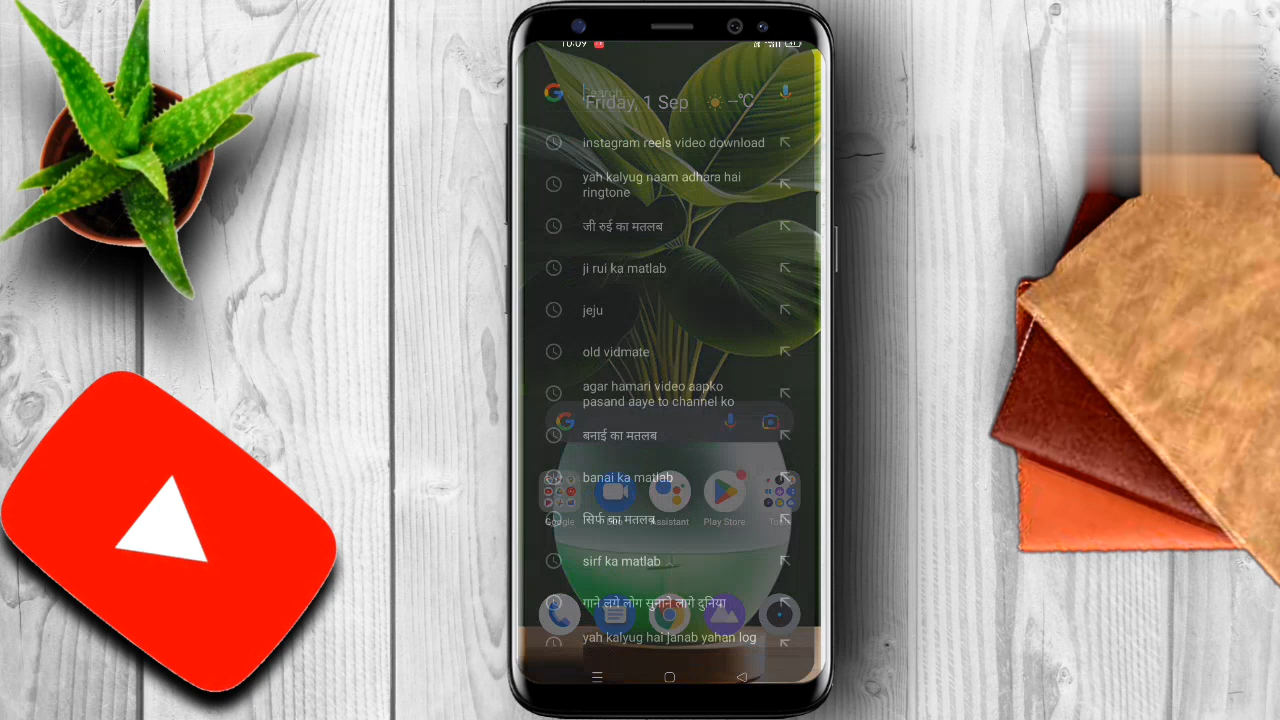 10:09
Search
Friday, 1 Sep
–°C
instagram reels video download
yah kalyug naam adhara hai
ringtone
जी रुई का मतलब
ji rui ka matlab
jeju
old vidmate
agar hamari video aapko
pasand aaye to channel ko
बनाई का मतलब
banai ka matlab
Google
Assistant
Play Store
सिर्फ का मतलब
sirf ka matlab
गाने लगे लोग सुनाने लागे दुनिया
yah kalyug hai janab yahan log